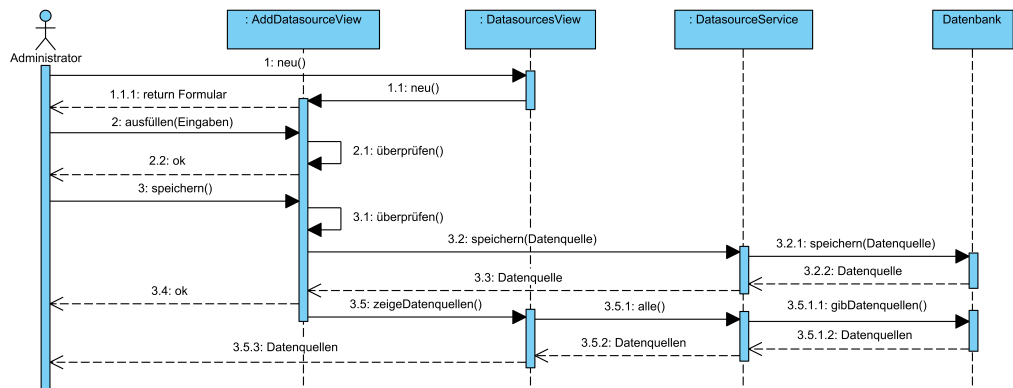 : AddDatasourceView
: DatasourcesView
: DatasourceService
Datenbank
Administrator
1: neu()
1.1: neu()
1.1.1: return Formular
2: ausfüllen(Eingaben)
2.1: überprüfen()
2.2: ok
3: speichern()
3.1: überprüfen()
3.2: speichern(Datenquelle)
3.2.1: speichern(Datenquelle)
3.2.2: Datenquelle
3.3: Datenquelle
3.4: ok
3.5: zeigeDatenquellen()
3.5.1: alle()
3.5.1.1: gibDatenquellen()
3.5.1.2: Datenquellen
3.5.2: Datenquellen
3.5.3: Datenquellen